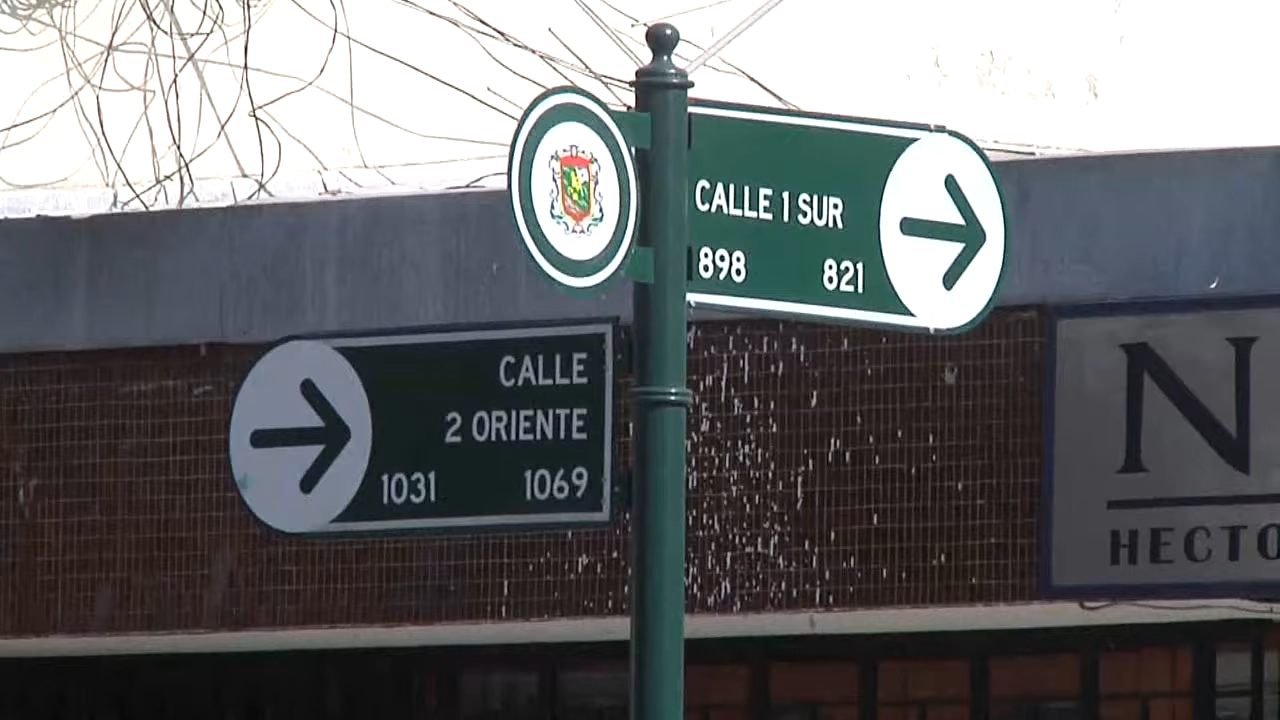 CALLE 1 SUR
898 821
CALLE
2 ORIENTE
1031 1069
N
HECTO